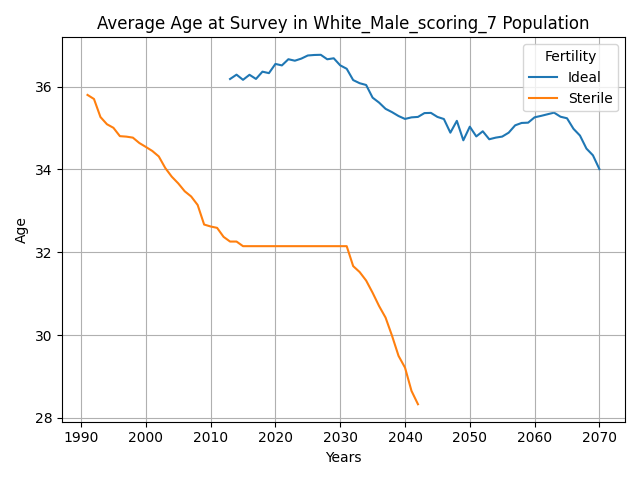 Average Age at Survey in White_Male_scoring_7 Population
Fertility
Ideal
Sterile
Age
36
34
32
30
28
1990 2000 2010 2020 2030 2040 2050 2060 2070
Years